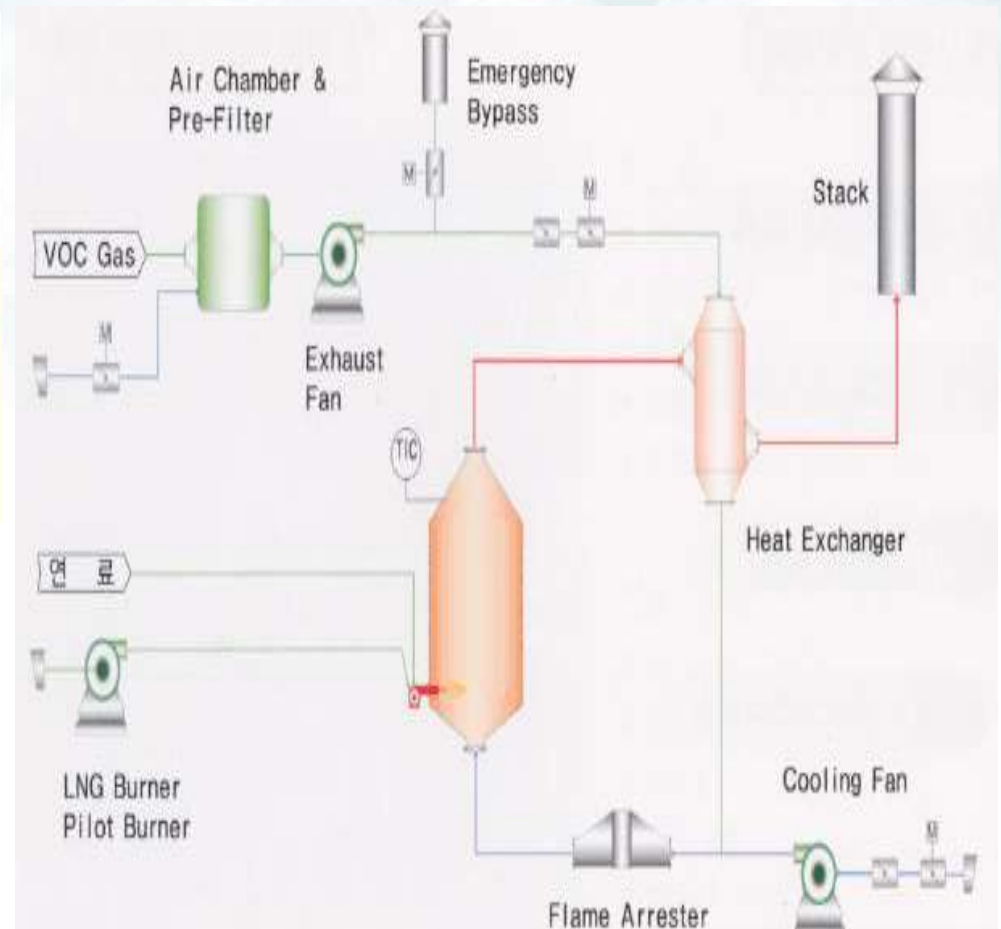 Air Chamber &
Pre-Filter
Emergency
Bypass
M
M
Stack
VOC Gas
M
Exhaust
Fan
TIC
Heat Exchanger
연 료
LNG Burner
Pilot Burner
Cooling Fan
M
Flame Arrester